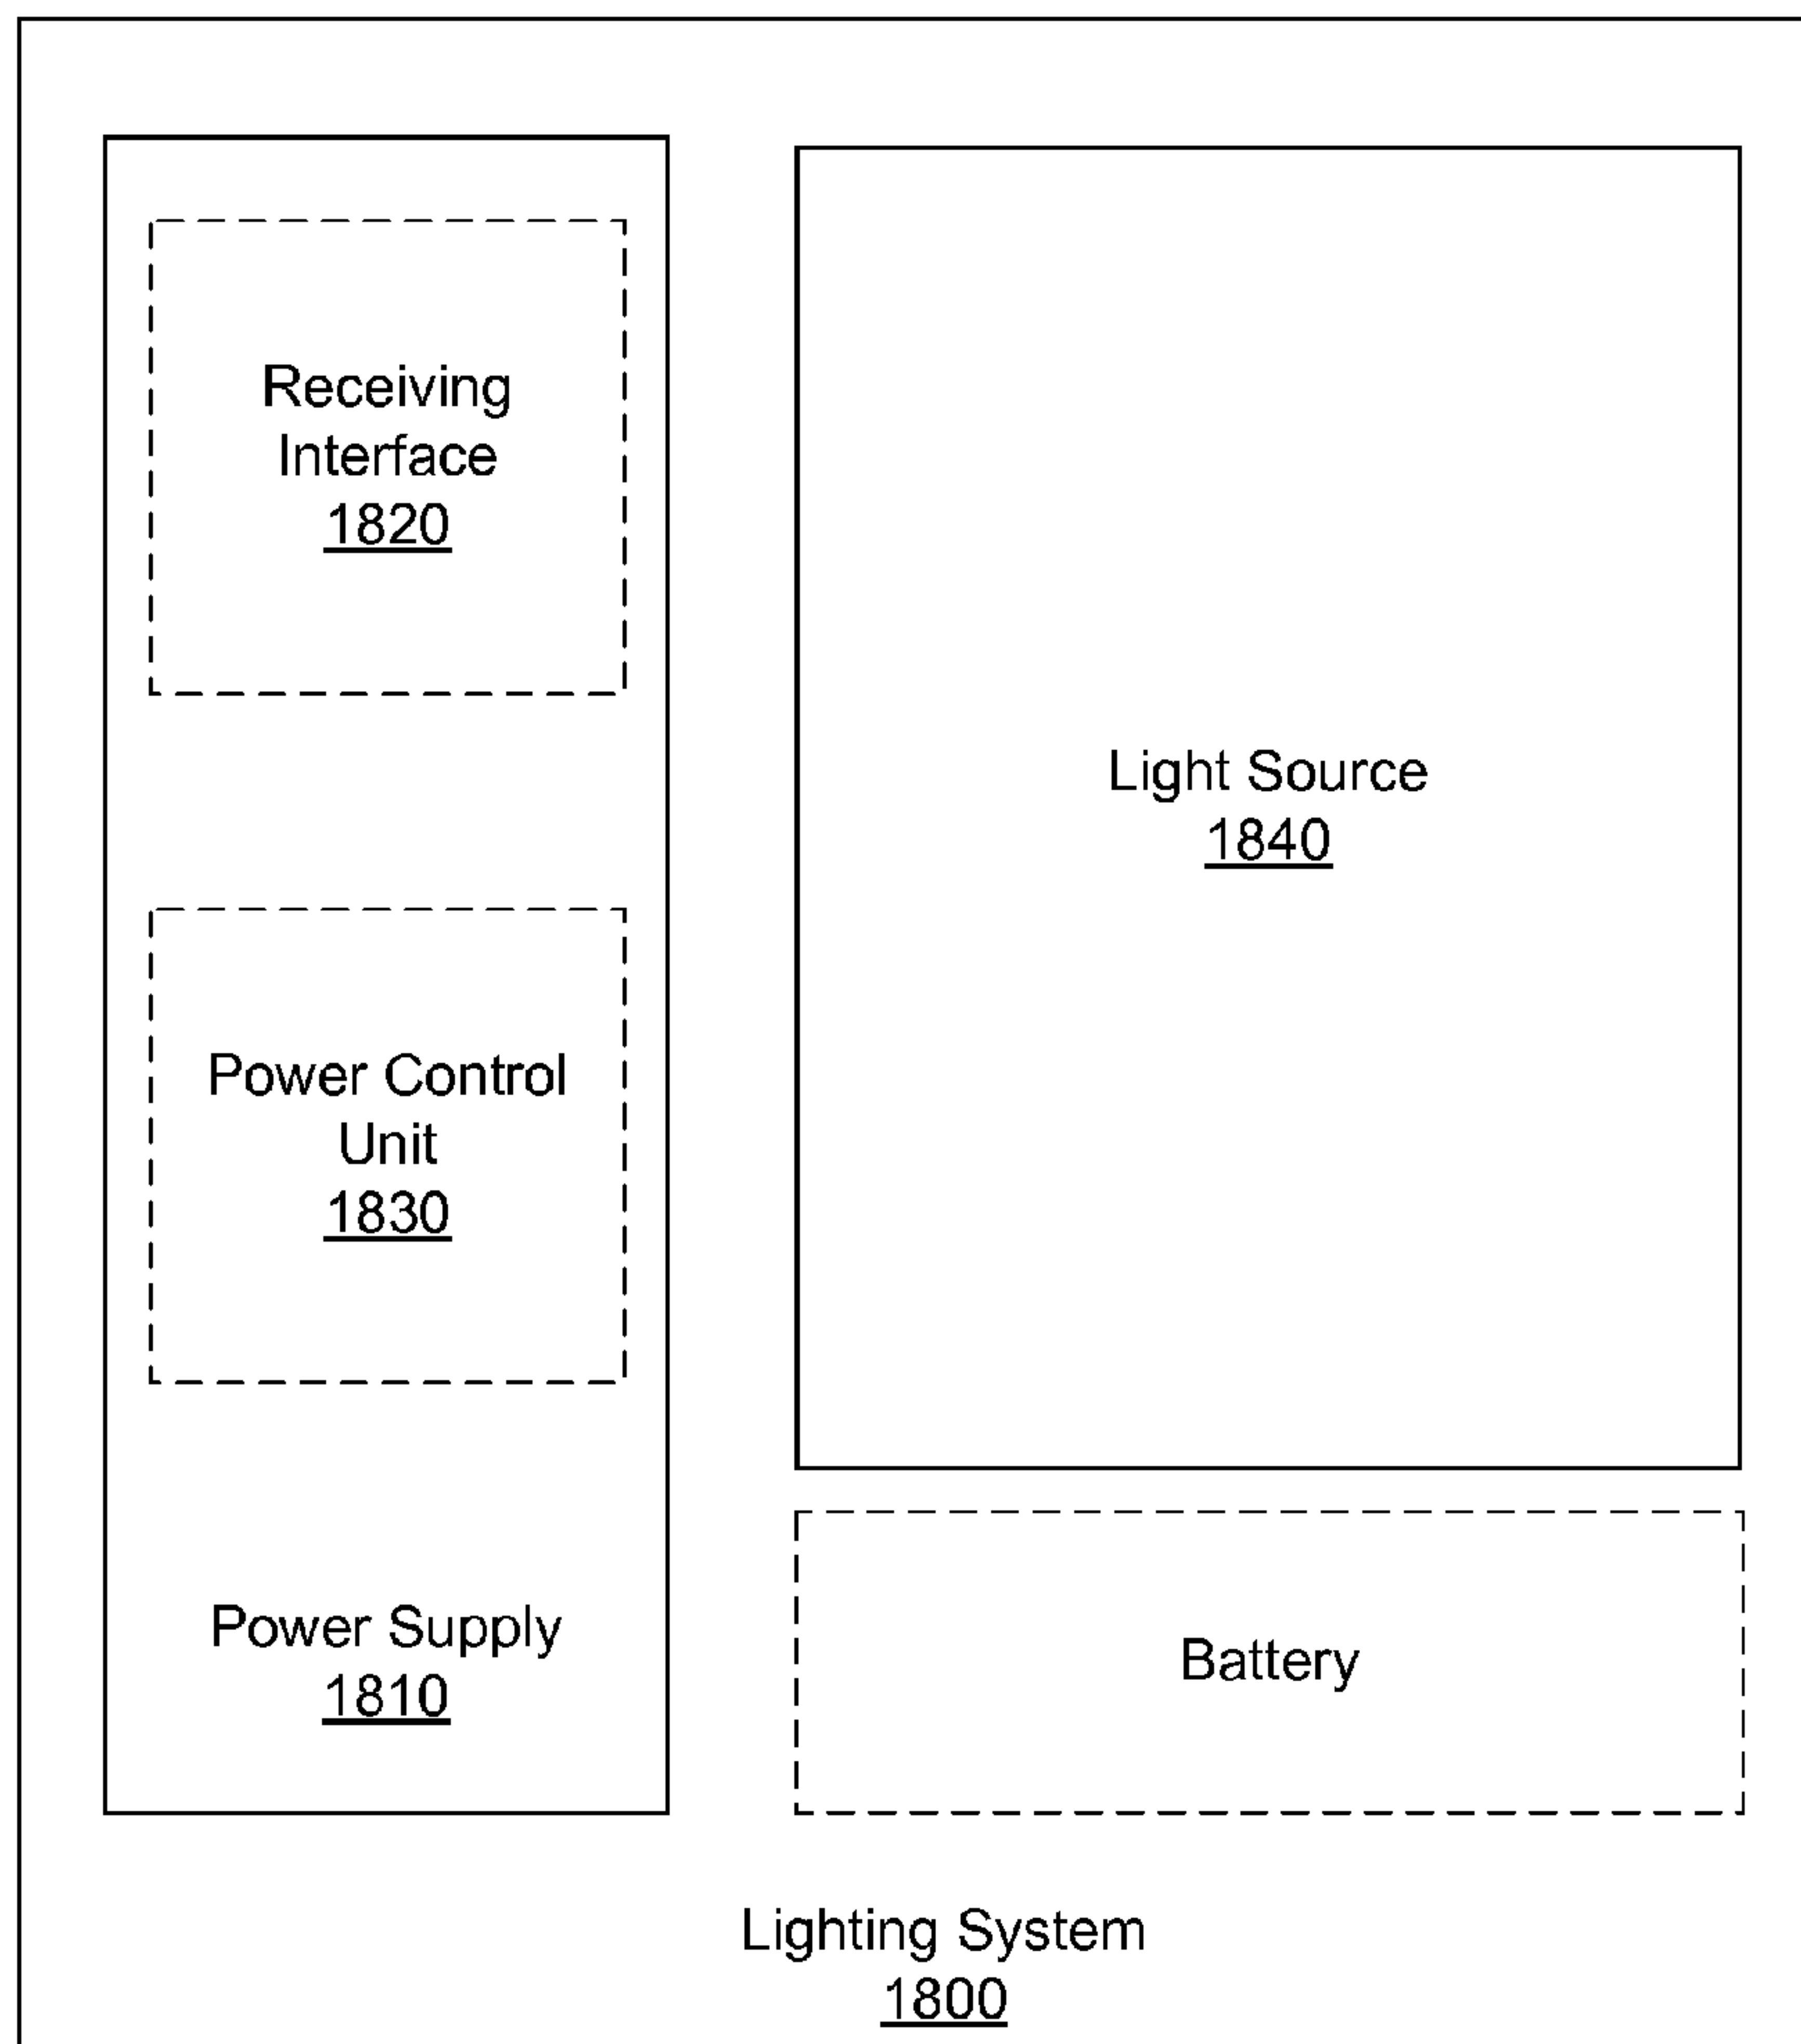 Receiving
Interface
1820
Power Control
Unit
1830
Power Supply
1810
Light Source
1840
Battery
Lighting System
1800